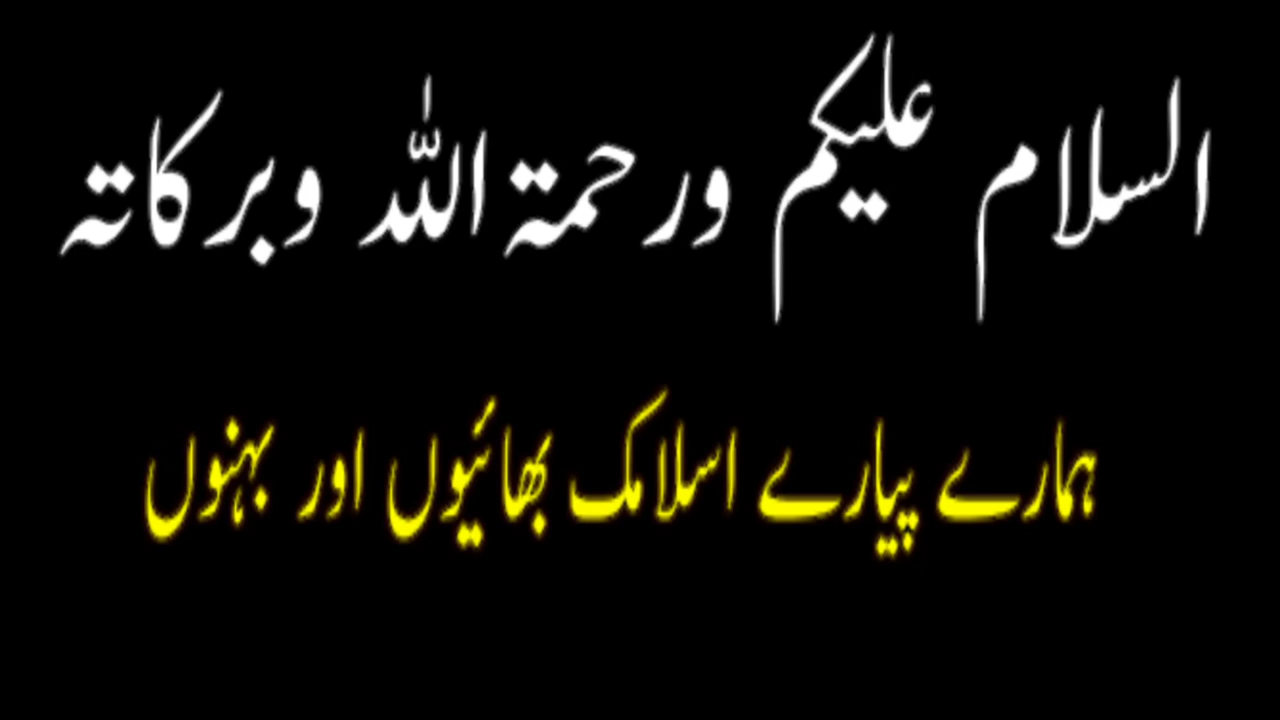 السلام علیکم ورحمۃ اللہ وبرکاتہ
ہمارے پیارے اسلامک بھائیوں اور بہنوں